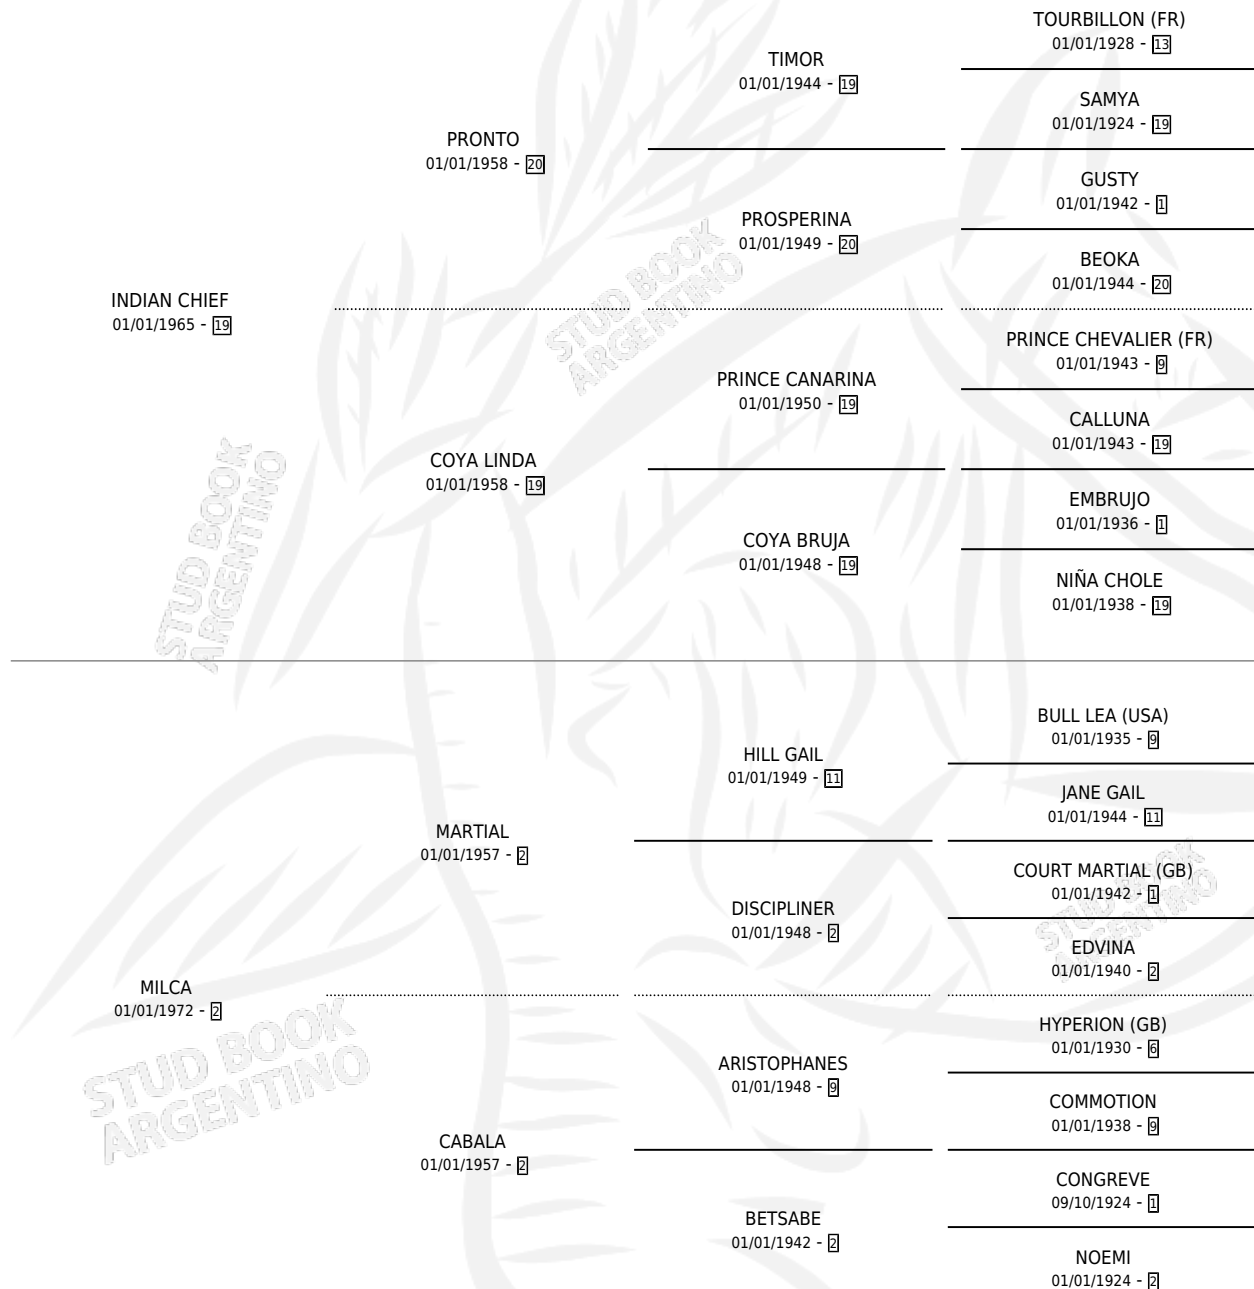 TOURBILLON (FR)
01/01/1928 - 13
TIMOR
01/01/1944 - 19
SAMYA
01/01/1924 - 19
PRONTO
01/01/1958 - 20
GUSTY
01/01/1942 - 1
PROSPERINA
01/01/1949 - 20
BEOKA
01/01/1944 - 20
INDIAN CHIEF
01/01/1965 - 19
PRINCE CHEVALIER (FR)
01/01/1943 - 9
PRINCE CANARINA
01/01/1950 - 19
CALLUNA
01/01/1943 - 19
COYA LINDA
01/01/1958 - 19
EMBRUJO
01/01/1936 - 1
COYA BRUJA
01/01/1948 - 19
NIÑA CHOLE
01/01/1938 - 19
BULL LEA (USA)
01/01/1935 - 9
HILL GAIL
01/01/1949 - 11
JANE GAIL
01/01/1944 - 11
MARTIAL
01/01/1957 - 2
COURT MARTIAL (GB)
01/01/1942 - 1
DISCIPLINER
01/01/1948 - 2
EDVINA
01/01/1940 - 2
MILCA
01/01/1972 - 2
HYPERION (GB)
01/01/1930 - 6
ARISTOPHANES
01/01/1948 - 9
COMMOTION
01/01/1938 - 9
CABALA
01/01/1957 - 2
CONGREVE
09/10/1924 - 1
BETSABE
01/01/1942 - 2
NOEMI
01/01/1924 - 2
STUD BOOK
ARGENTINO
STUD BOOK
ARGENTINO
STUD BOOK
ARGENTINO
STUD BOOK
ARGENTINO